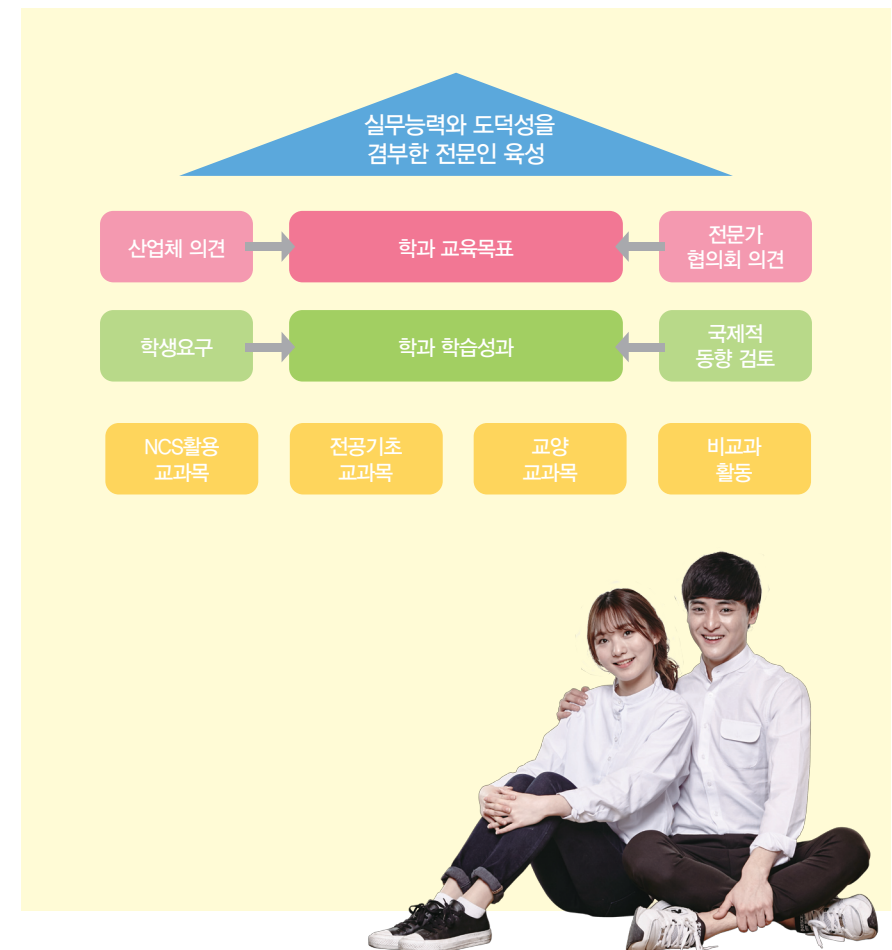 실무능력와 도덕성을
겸부한 전문인 육성
산업체 의견
학과 교육목표
전문가
협의회 의견
학생요구
학과 학습성과
국제적
동향 검토
NCS활용
교과목
전공기초
교과목
교양
교과목
비교과
활동